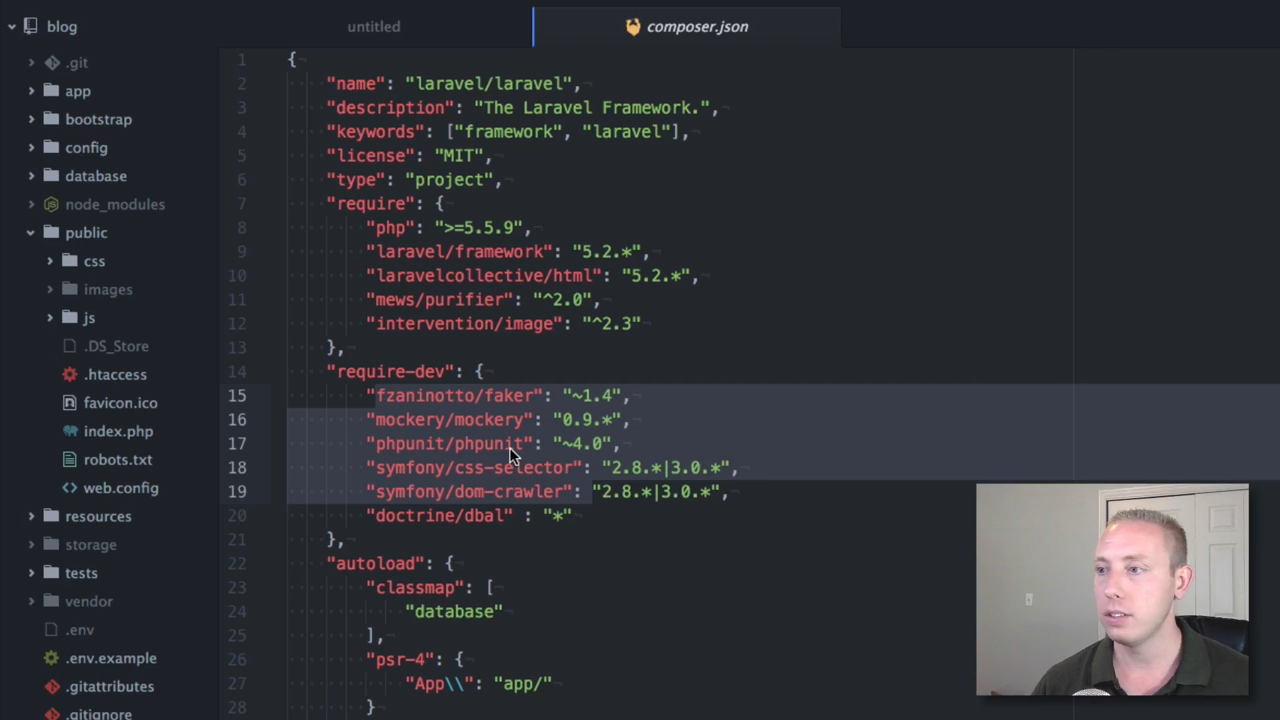 blog
untitled
composer.json
.git
app
bootstrap
config
database
node_modules
public
css
images
js
.DS_Store
.htaccess
favicon.ico
index.php
robots.txt
web.config
resources
storage
tests
vendor
.env
.env.example
.gitattributes
.gitignore
1 {
2 "name": "laravel/laravel",
3 "description": "The Laravel Framework.",
4 "keywords": ["framework", "laravel"],
5 "license": "MIT",
6 "type": "project",
7 "require": {
8 "php": ">=5.5.9",
9 "laravel/framework": "5.2.*",
10 "laravelcollective/html": "5.2.*",
11 "mews/purifier": "^2.0",
12 "intervention/image": "^2.3"
13 },
14 "require-dev": {
15 "fzaninotto/faker": "~1.4",
16 "mockery/mockery": "0.9.*",
17 "phpunit/phpunit": "~4.0",
18 "symfony/css-selector": "2.8.*|3.0.*",
19 "symfony/dom-crawler": "2.8.*|3.0.*",
20 "doctrine/dbal" : "*"
21 },
22 "autoload": {
23 "classmap": [
24 "database"
25 ],
26 "psr-4": {
27 "App\\": "app/"
28 }